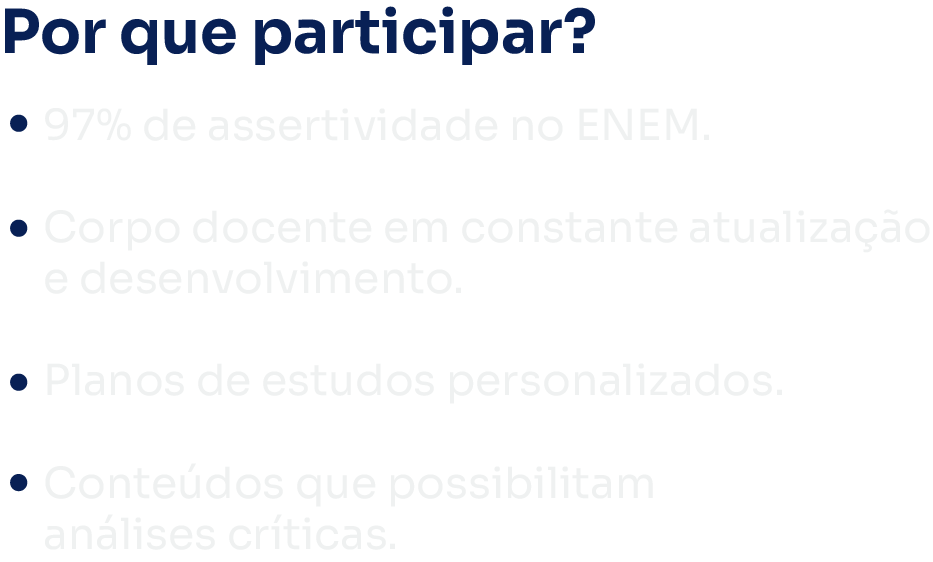 Por que participar?
• 97% de assertividade no ENEM.
• Corpo docente em constante atualização
e desenvolvimento.
• Planos de estudos personalizados.
• Conteúdos que possibilitam
análises críticas.